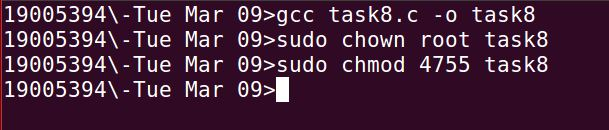 19005394\-Tue Mar 09>gcc task8.c -o task8
19005394\-Tue Mar 09>sudo chown root task8
19005394\-Tue Mar 09>sudo chmod 4755 task8
19005394\-Tue Mar 09>